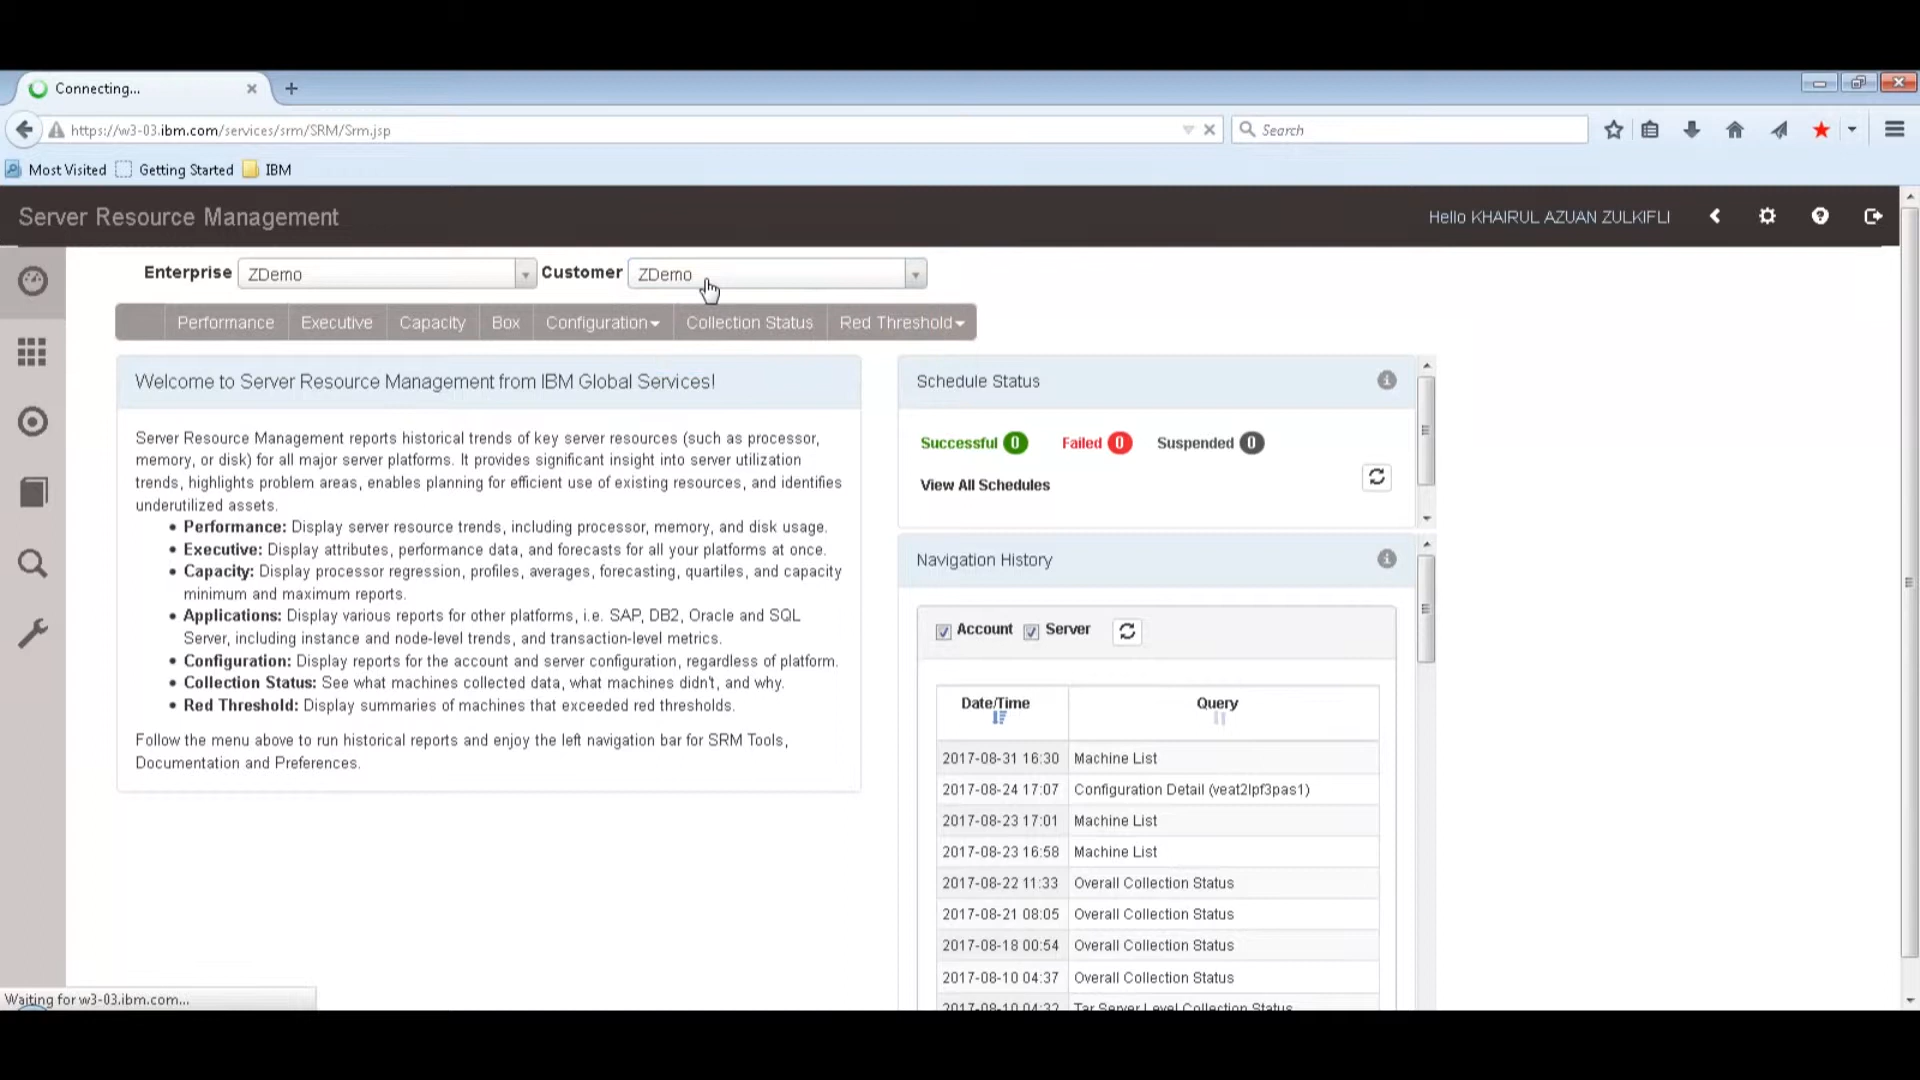 Connecting...
https://w3-03.ibm.com/services/srm/SRM/Srm.jsp
Search
Most Visited
Getting Started
IBM
Server Resource Management
Hello KHAIRUL AZUAN ZULKIFLI
Enterprise
ZDemo
Customer
ZDemo
Performance
Executive
Capacity
Box
Configuration
Collection Status
Red Threshold
Welcome to Server Resource Management from IBM Global Services!
Server Resource Management reports historical trends of key server resources (such as processor,
memory, or disk) for all major server platforms. It provides significant insight into server utilization
trends, highlights problem areas, enables planning for efficient use of existing resources, and identifies
underutilized assets.
• Performance: Display server resource trends, including processor, memory, and disk usage.
• Executive: Display attributes, performance data, and forecasts for all your platforms at once.
• Capacity: Display processor regression, profiles, averages, forecasting, quartiles, and capacity
minimum and maximum reports.
• Applications: Display various reports for other platforms, i.e. SAP, DB2, Oracle and SQL
Server, including instance and node-level trends, and transaction-level metrics.
• Configuration: Display reports for the account and server configuration, regardless of platform.
• Collection Status: See what machines collected data, what machines didn't, and why.
• Red Threshold: Display summaries of machines that exceeded red thresholds.
Follow the menu above to run historical reports and enjoy the left navigation bar for SRM Tools,
Documentation and Preferences.
Schedule Status
Successful 0 Failed 0 Suspended 0
View All Schedules
Navigation History
Account Server
Date/Time Query
2017-08-31 16:30 Machine List
2017-08-24 17:07 Configuration Detail (veat2lpf3pas1)
2017-08-23 17:01 Machine List
2017-08-23 16:58 Machine List
2017-08-22 11:33 Overall Collection Status
2017-08-21 08:05 Overall Collection Status
2017-08-18 00:54 Overall Collection Status
2017-08-10 04:37 Overall Collection Status
2017-08-10 04:32 Tar Server Level Collection Status
Waiting for w3-03.ibm.com...